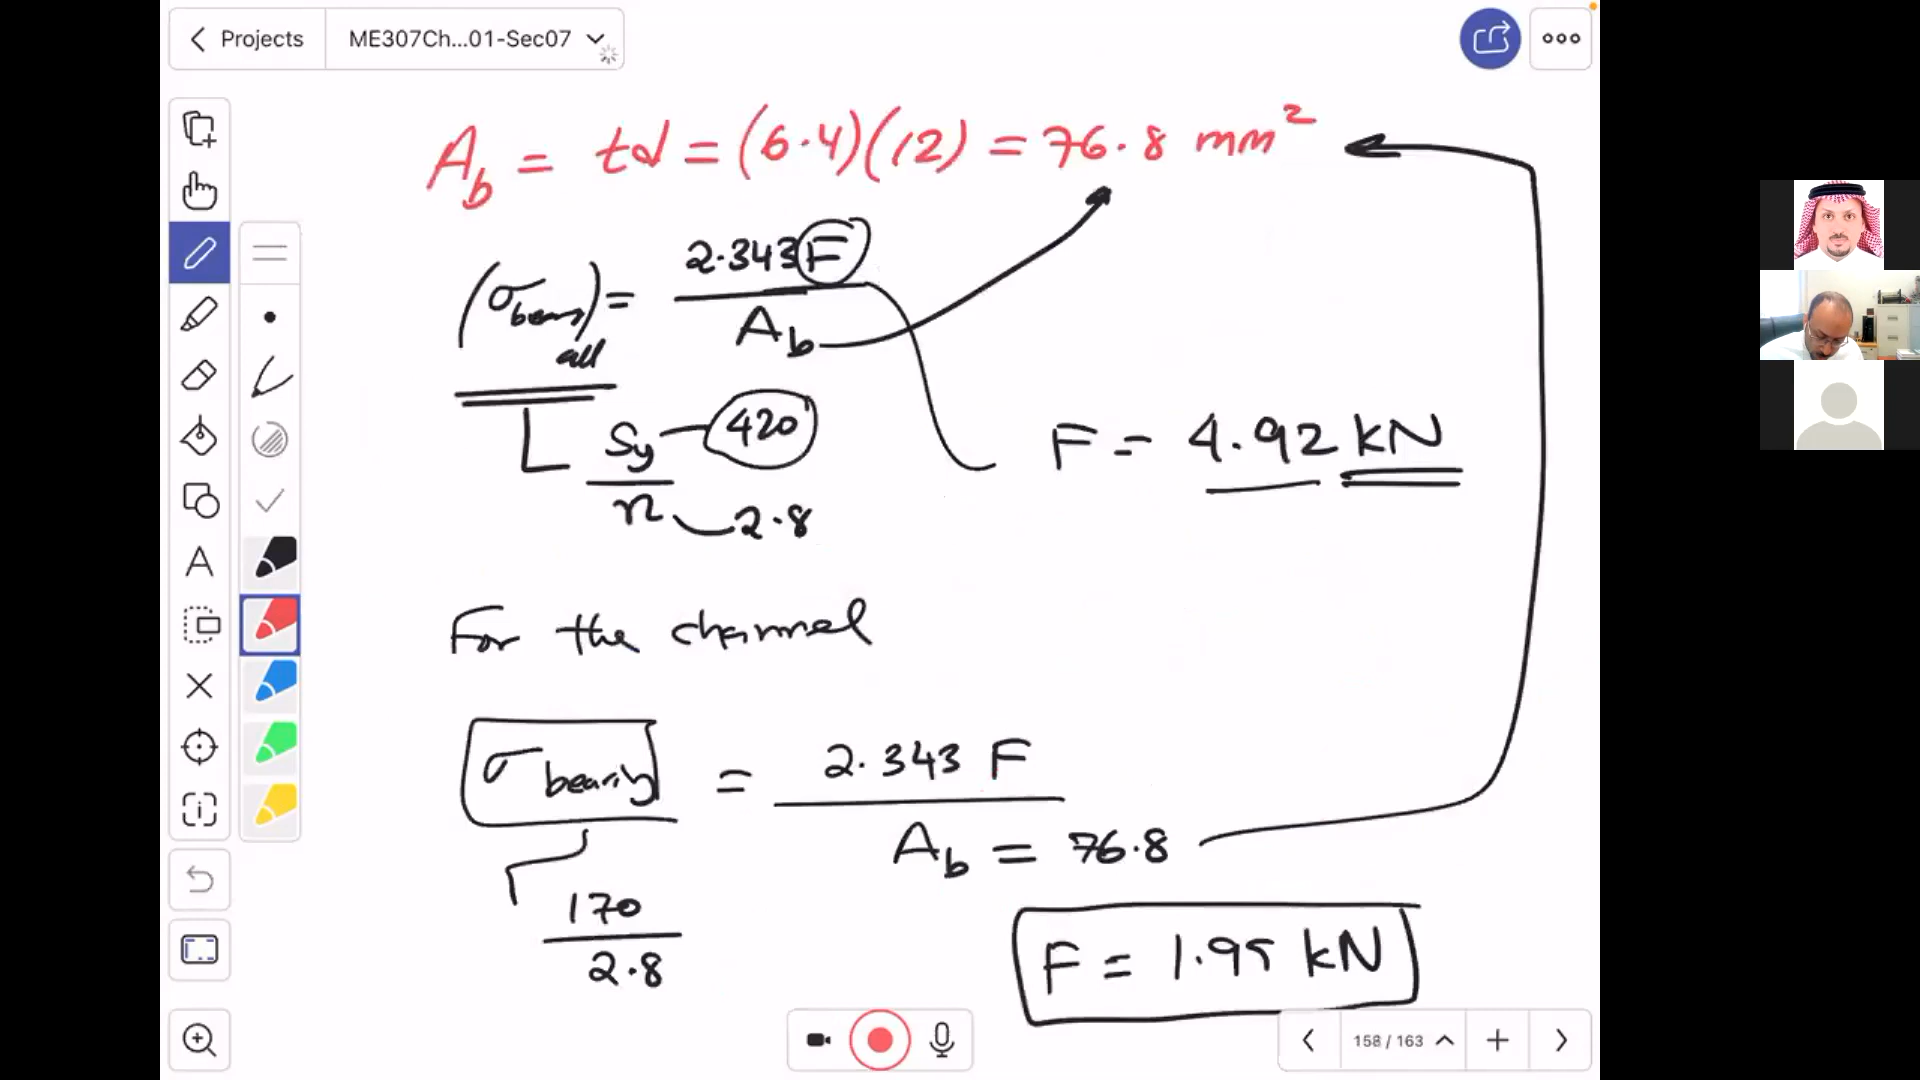 Projects
ME307Ch...01-Sec07
A_b = td = (6.4)(12) = 76.8 mm²
(σ_bearing)_all = 2.343 F / A_b
Sy 420
n 2.8
F = 4.92 kN
For the channel
σ_bearing = 2.343 F
A_b = 76.8
170
2.8
F = 1.95 kN
A
158 / 163